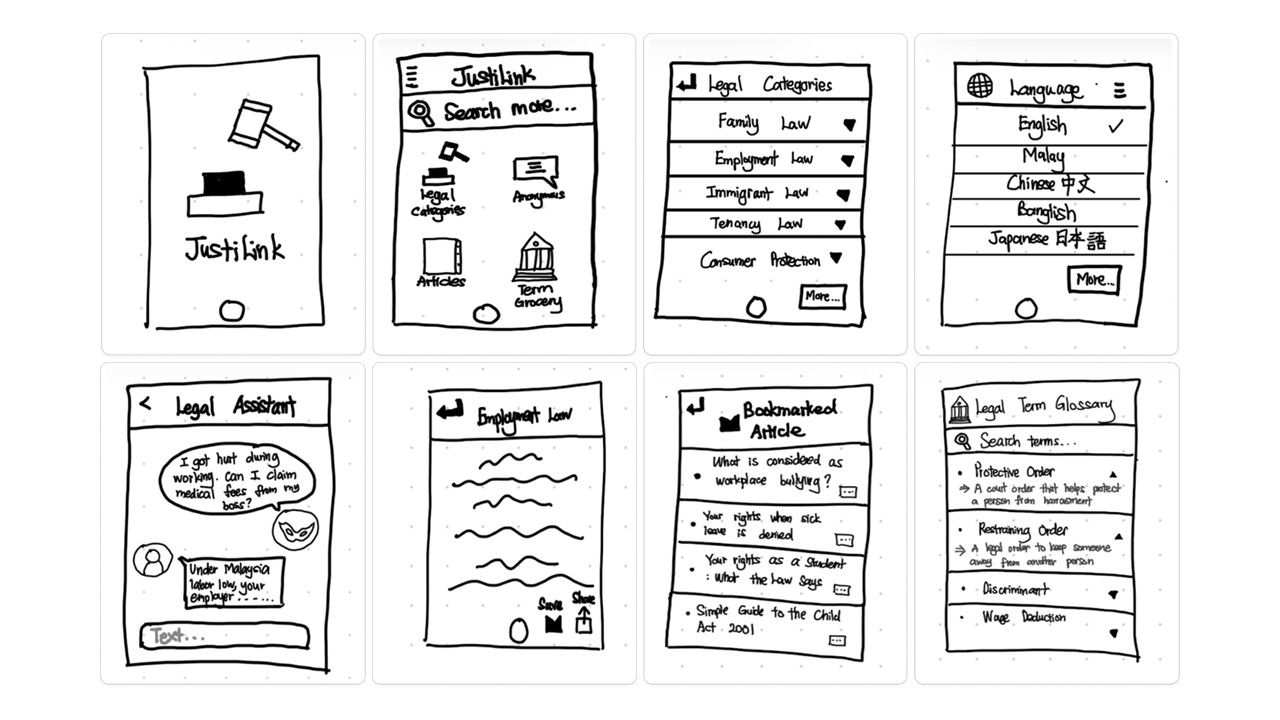 JustiLink
JustiLink
Search more...
Legal
Categories
Anonymous
Articles
Term
Grocery
Legal Categories
Family Law
Employment Law
Immigrant Law
Tenancy Law
Consumer Protection
More...
Language
English
Malay
Chinese 中文
Banglish
Japanese 日本語
More...
Legal Assistant
I got hurt during
working. Can I claim
medical fees from my
boss?
Under Malaysia
labor law, your
employer ......
Text...
Employment Law
Save
Share
Bookmarked
Article
What is considered as
workplace bullying?
Your rights when sick
leave is denied
Your rights as a Student
: What the Law Says
Simple Guide to the Child
Act 2001
Legal Term Glossary
Search terms...
Protective Order
⇒ A court order that helps protect
a person from harassment
Restraining Order
⇒ A legal order to keep someone
away from another person
Discriminant
Wage Deduction